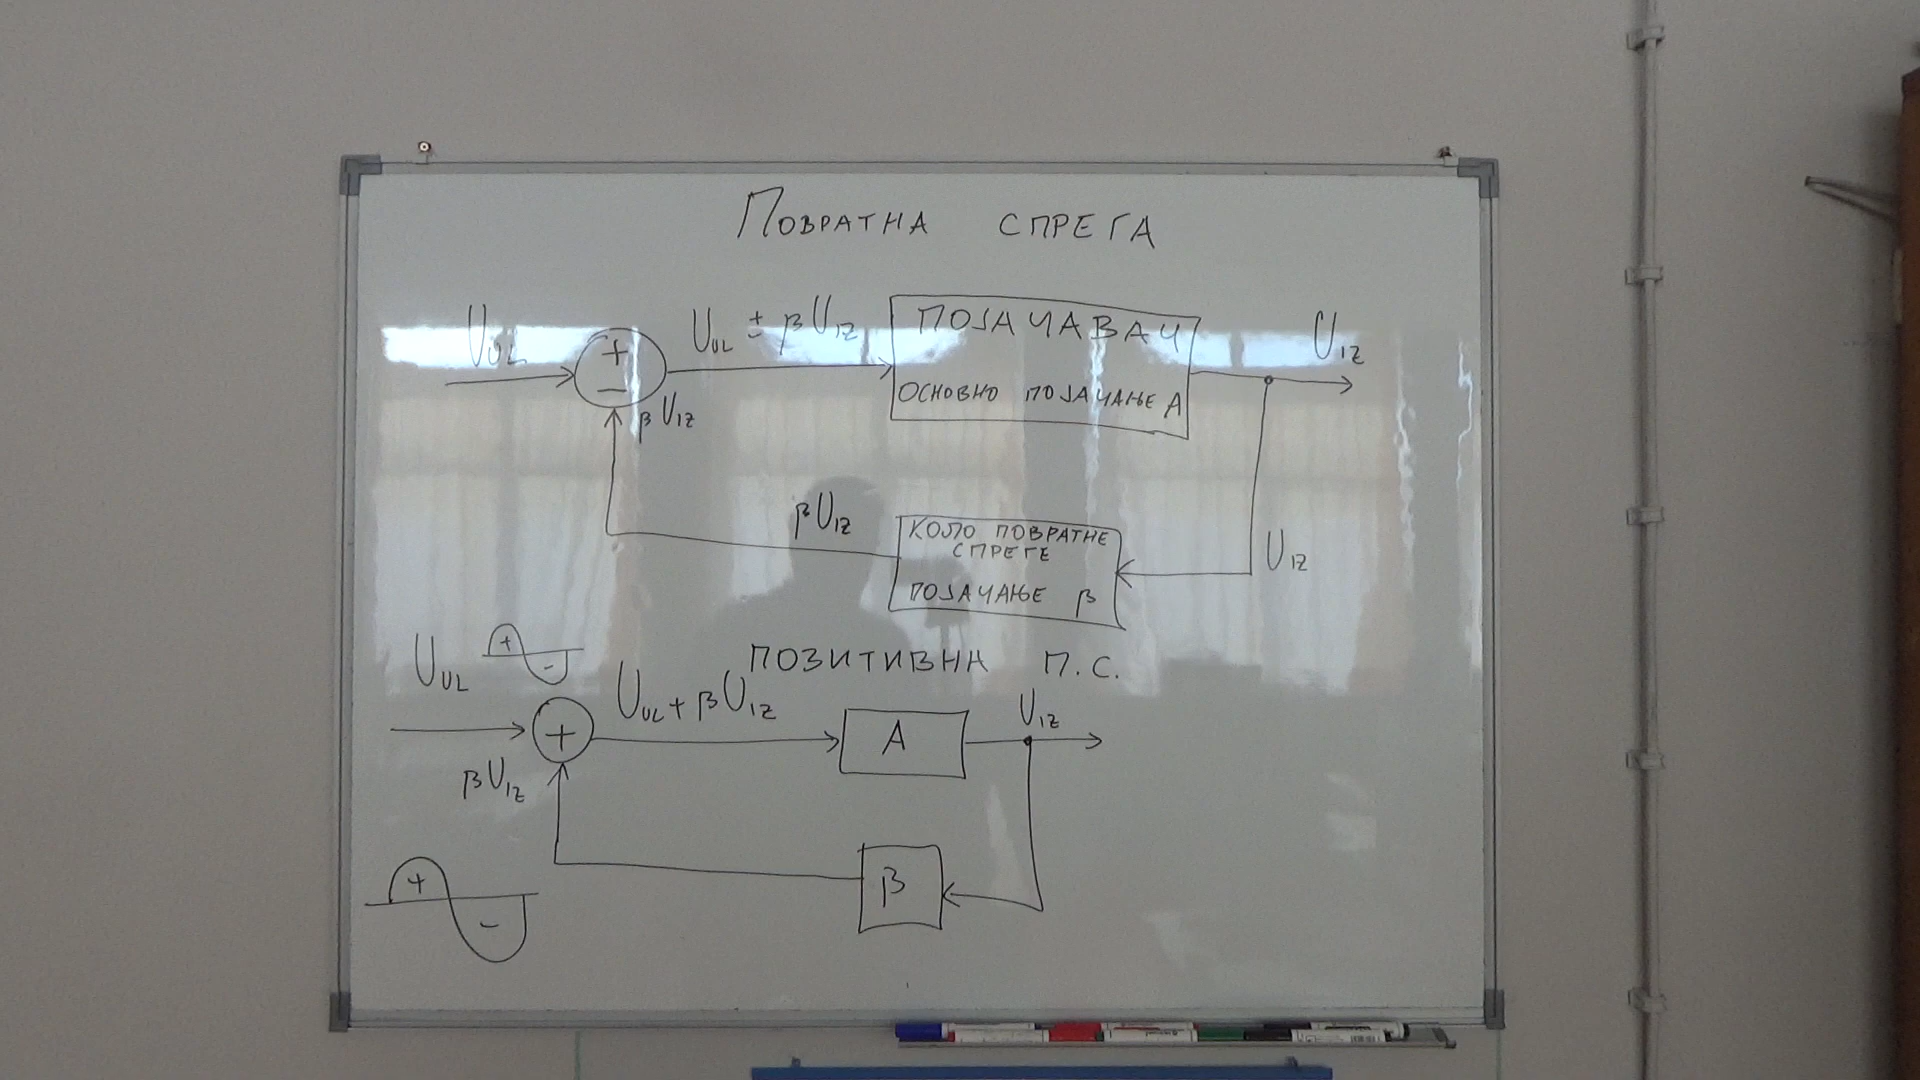 ПОВРАТНА СПРЕГА
U_UL
+
−
U_UL ± βU_IZ
ПОЈАЧАВАЧ
ОСНОВНО ПОЈАЧАЊЕ A
U_IZ
βU_IZ
βU_IZ
КОЛО ПОВРАТНЕ
СПРЕГЕ
ПОЈАЧАЊЕ β
U_IZ
ПОЗИТИВНА П.С.
U_UL
+
-
U_UL + βU_IZ
+
A
U_IZ
βU_IZ
β
+
-